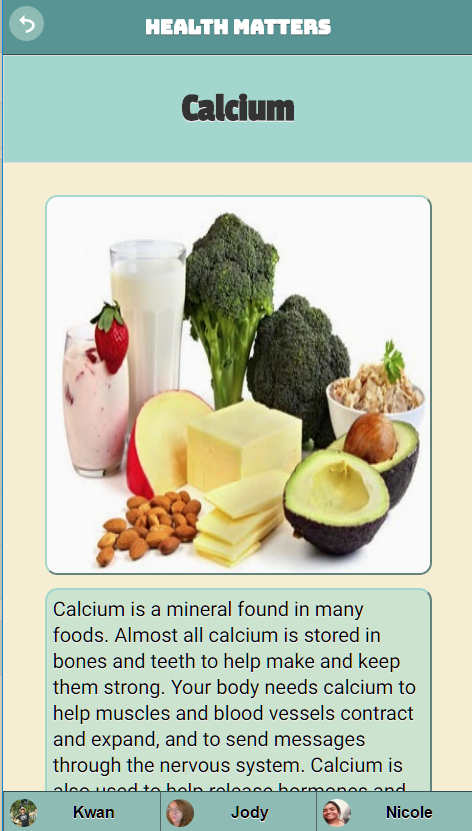 HEALTH MATTERS
Calcium
Calcium is a mineral found in many
foods. Almost all calcium is stored in
bones and teeth to help make and keep
them strong. Your body needs calcium to
help muscles and blood vessels contract
and expand, and to send messages
through the nervous system. Calcium is
also used to help release hormones and
Kwan
Jody
Nicole